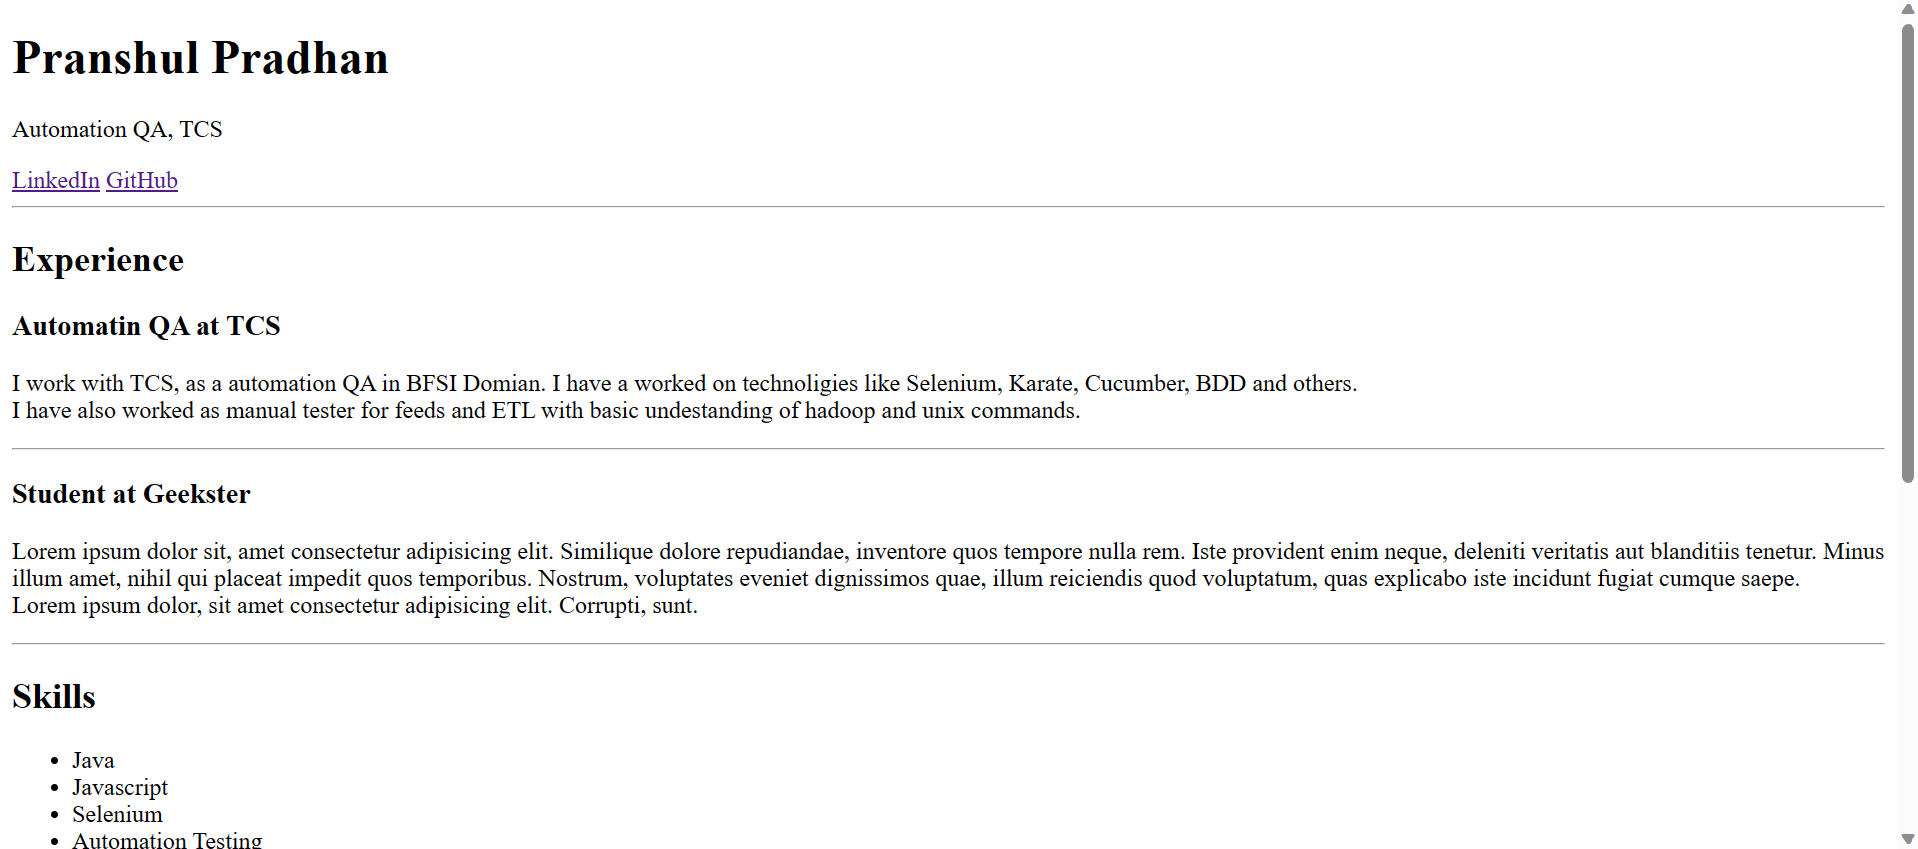 Pranshul Pradhan
Automation QA, TCS
LinkedIn GitHub
Experience
Automatin QA at TCS
I work with TCS, as a automation QA in BFSI Domian. I have a worked on technoligies like Selenium, Karate, Cucumber, BDD and others.
I have also worked as manual tester for feeds and ETL with basic undestanding of hadoop and unix commands.
Student at Geekster
Lorem ipsum dolor sit, amet consectetur adipisicing elit. Similique dolore repudiandae, inventore quos tempore nulla rem. Iste provident enim neque, deleniti veritatis aut blanditiis tenetur. Minus
illum amet, nihil qui placeat impedit quos temporibus. Nostrum, voluptates eveniet dignissimos quae, illum reiciendis quod voluptatum, quas explicabo iste incidunt fugiat cumque saepe.
Lorem ipsum dolor, sit amet consectetur adipisicing elit. Corrupti, sunt.
Skills
• Java
• Javascript
• Selenium
• Automation Testing